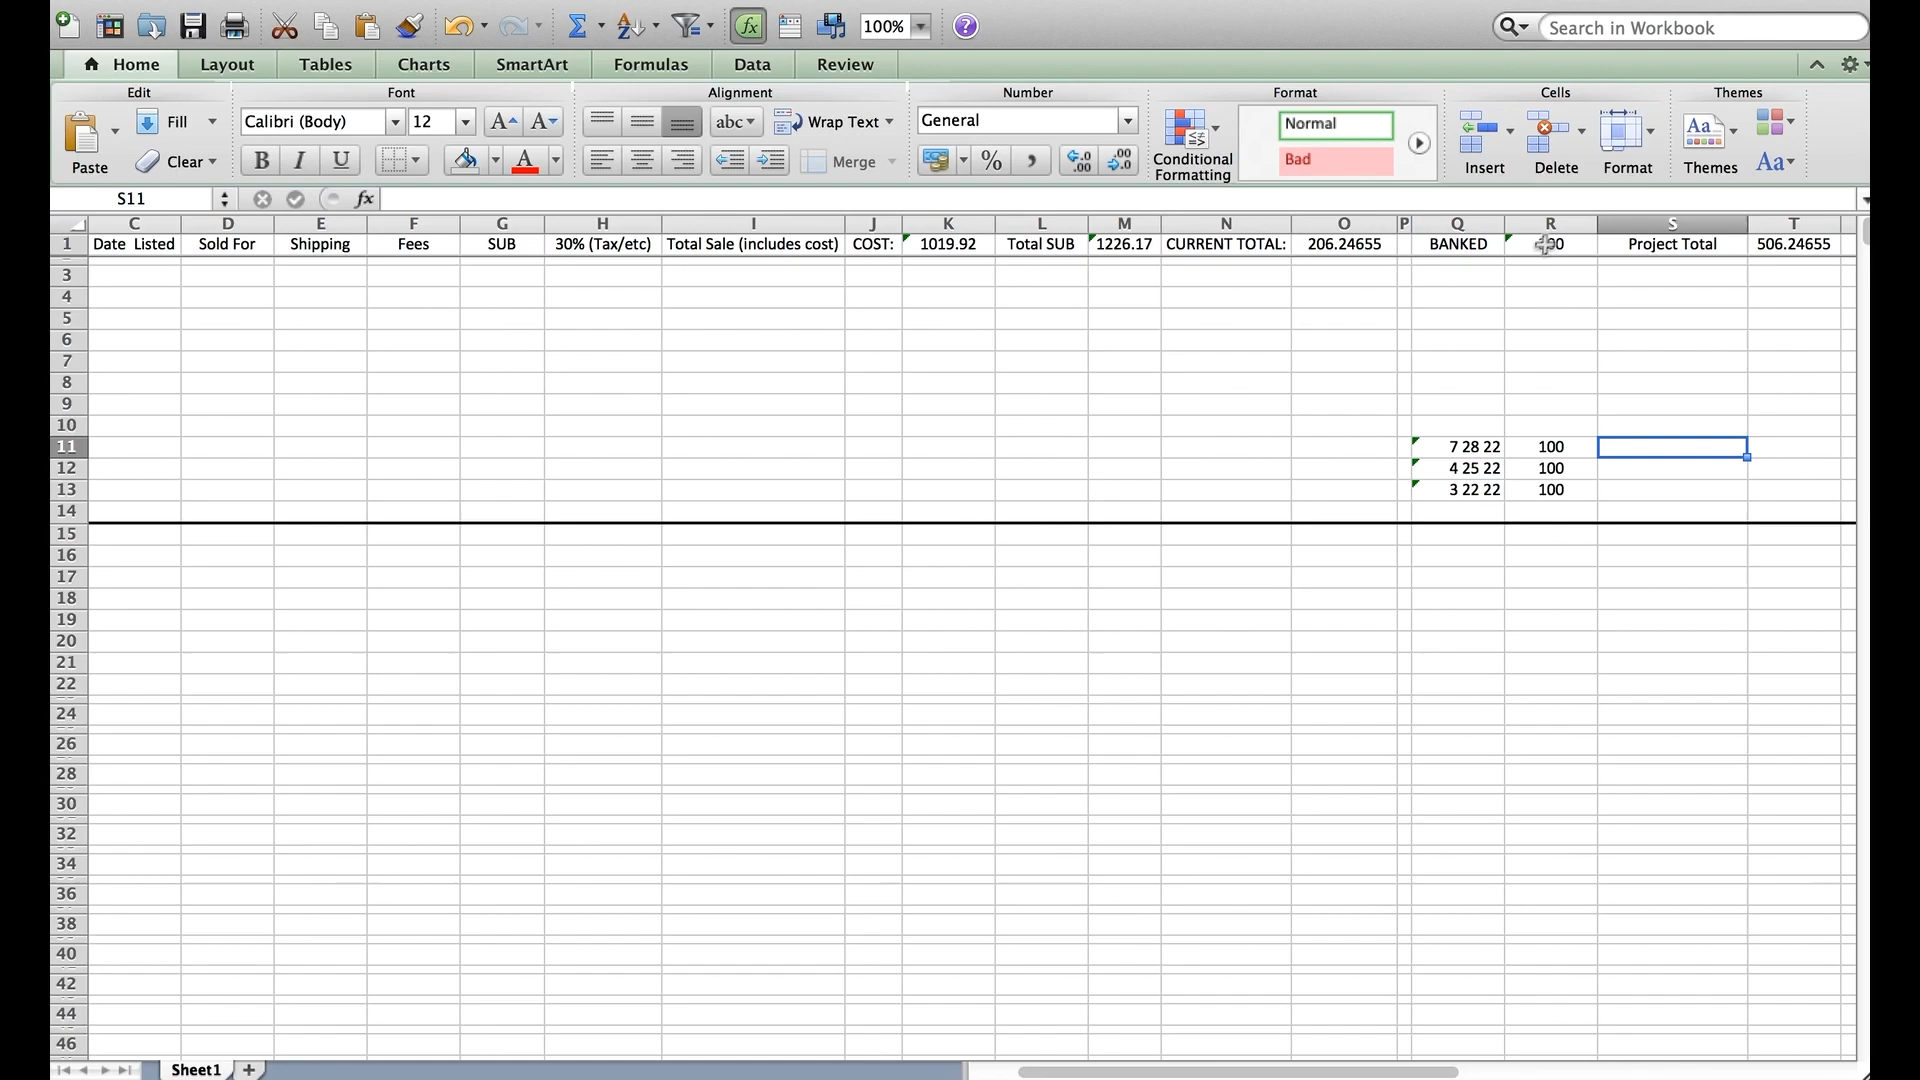 100%
Search in Workbook
Home Layout Tables Charts SmartArt Formulas Data Review
Edit Font Alignment Number Format Cells Themes
Fill Calibri (Body) 12 A A abc Wrap Text General Normal
Paste Clear B I U A Merge % Conditional Formatting Bad Insert Delete Format Themes Aa
S11 fx
C D E F G H I J K L M N O P Q R S T
1 Date Listed Sold For Shipping Fees SUB 30% (Tax/etc) Total Sale (includes cost) COST: 1019.92 Total SUB 1226.17 CURRENT TOTAL: 206.24655 BANKED Project Total 506.24655
3
4
5
6
7
8
9
10
11 7 28 22 100
12 4 25 22 100
13 3 22 22 100
14
15
16
17
18
19
20
21
22
24
26
28
30
32
34
36
38
40
42
44
46
Sheet1